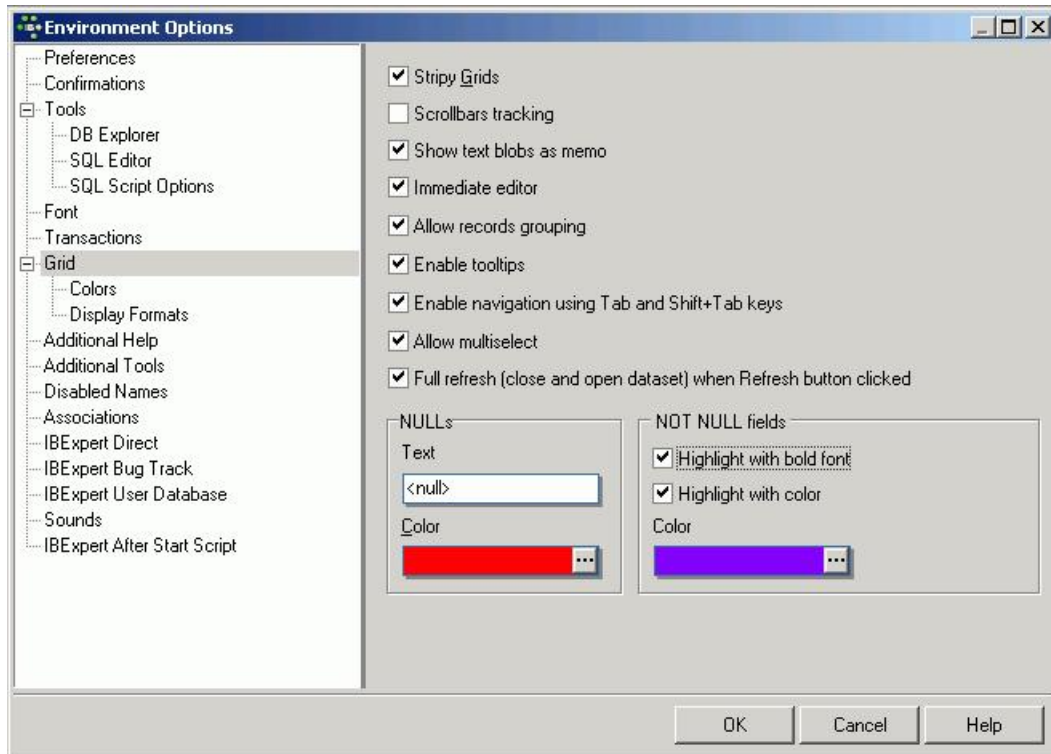 Environment Options
Preferences
Confirmations
Tools
DB Explorer
SQL Editor
SQL Script Options
Font
Transactions
Grid
Colors
Display Formats
Additional Help
Additional Tools
Disabled Names
Associations
IBExpert Direct
IBExpert Bug Track
IBExpert User Database
Sounds
IBExpert After Start Script
Stripy Grids
Scrollbars tracking
Show text blobs as memo
Immediate editor
Allow records grouping
Enable tooltips
Enable navigation using Tab and Shift+Tab keys
Allow multiselect
Full refresh (close and open dataset) when Refresh button clicked
NULLs
Text
<null>
Color
...
NOT NULL fields
Highlight with bold font
Highlight with color
Color
...
OK
Cancel
Help